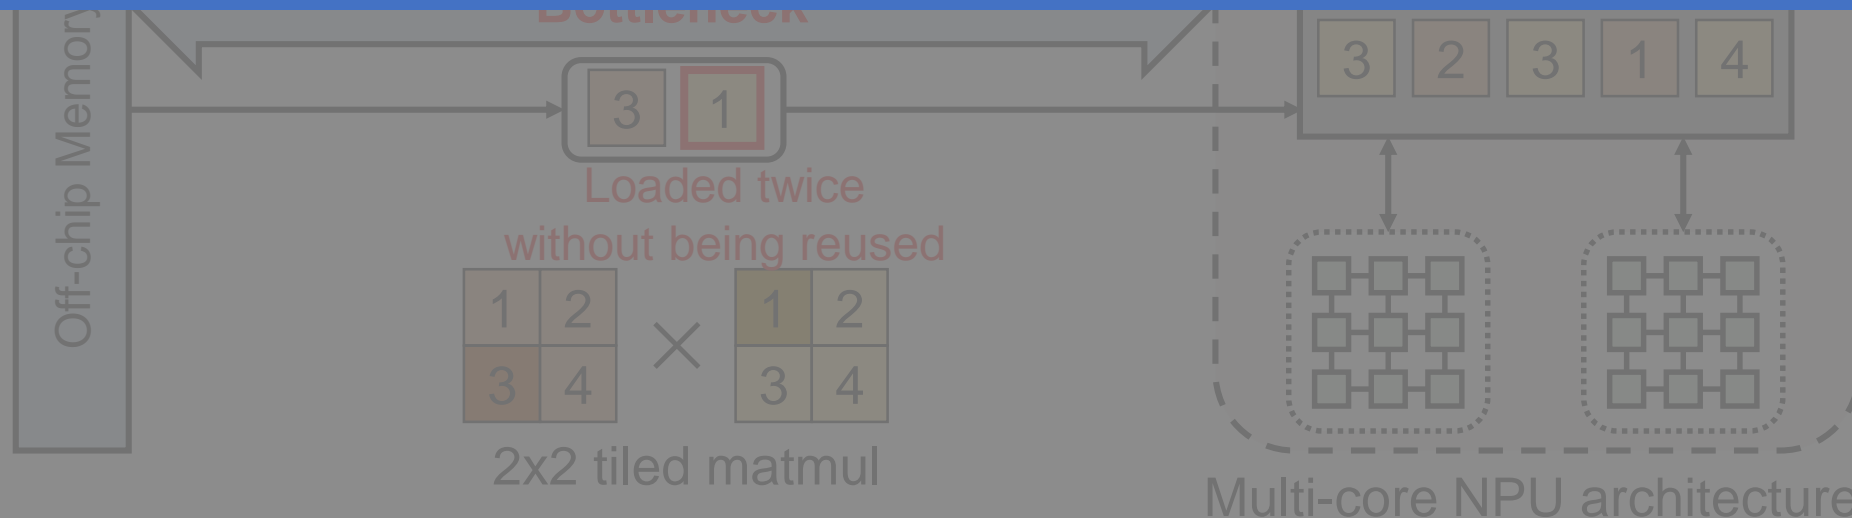 Bottleneck
Off-chip Memory
3 1
3 2 3 1 4
Loaded twice
without being reused
1 2 1 2
3 4 3 4
2x2 tiled matmul
Multi-core NPU architecture